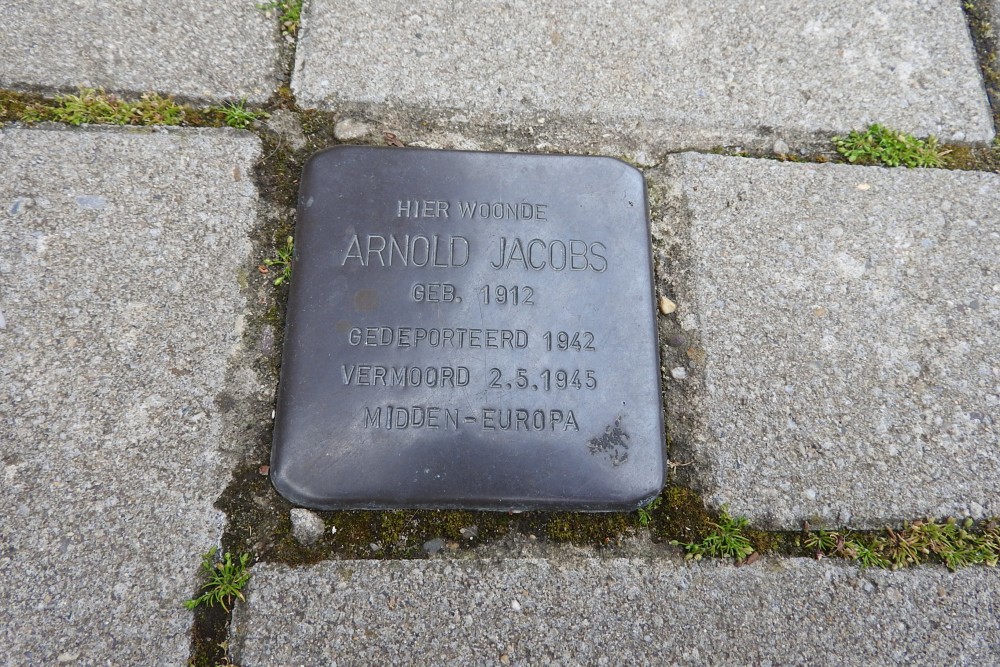 HIER WOONDE
ARNOLD JACOBS
GEB. 1912
GEDEPORTEERD 1942
VERMOORD 2.5.1945
MIDDEN-EUROPA